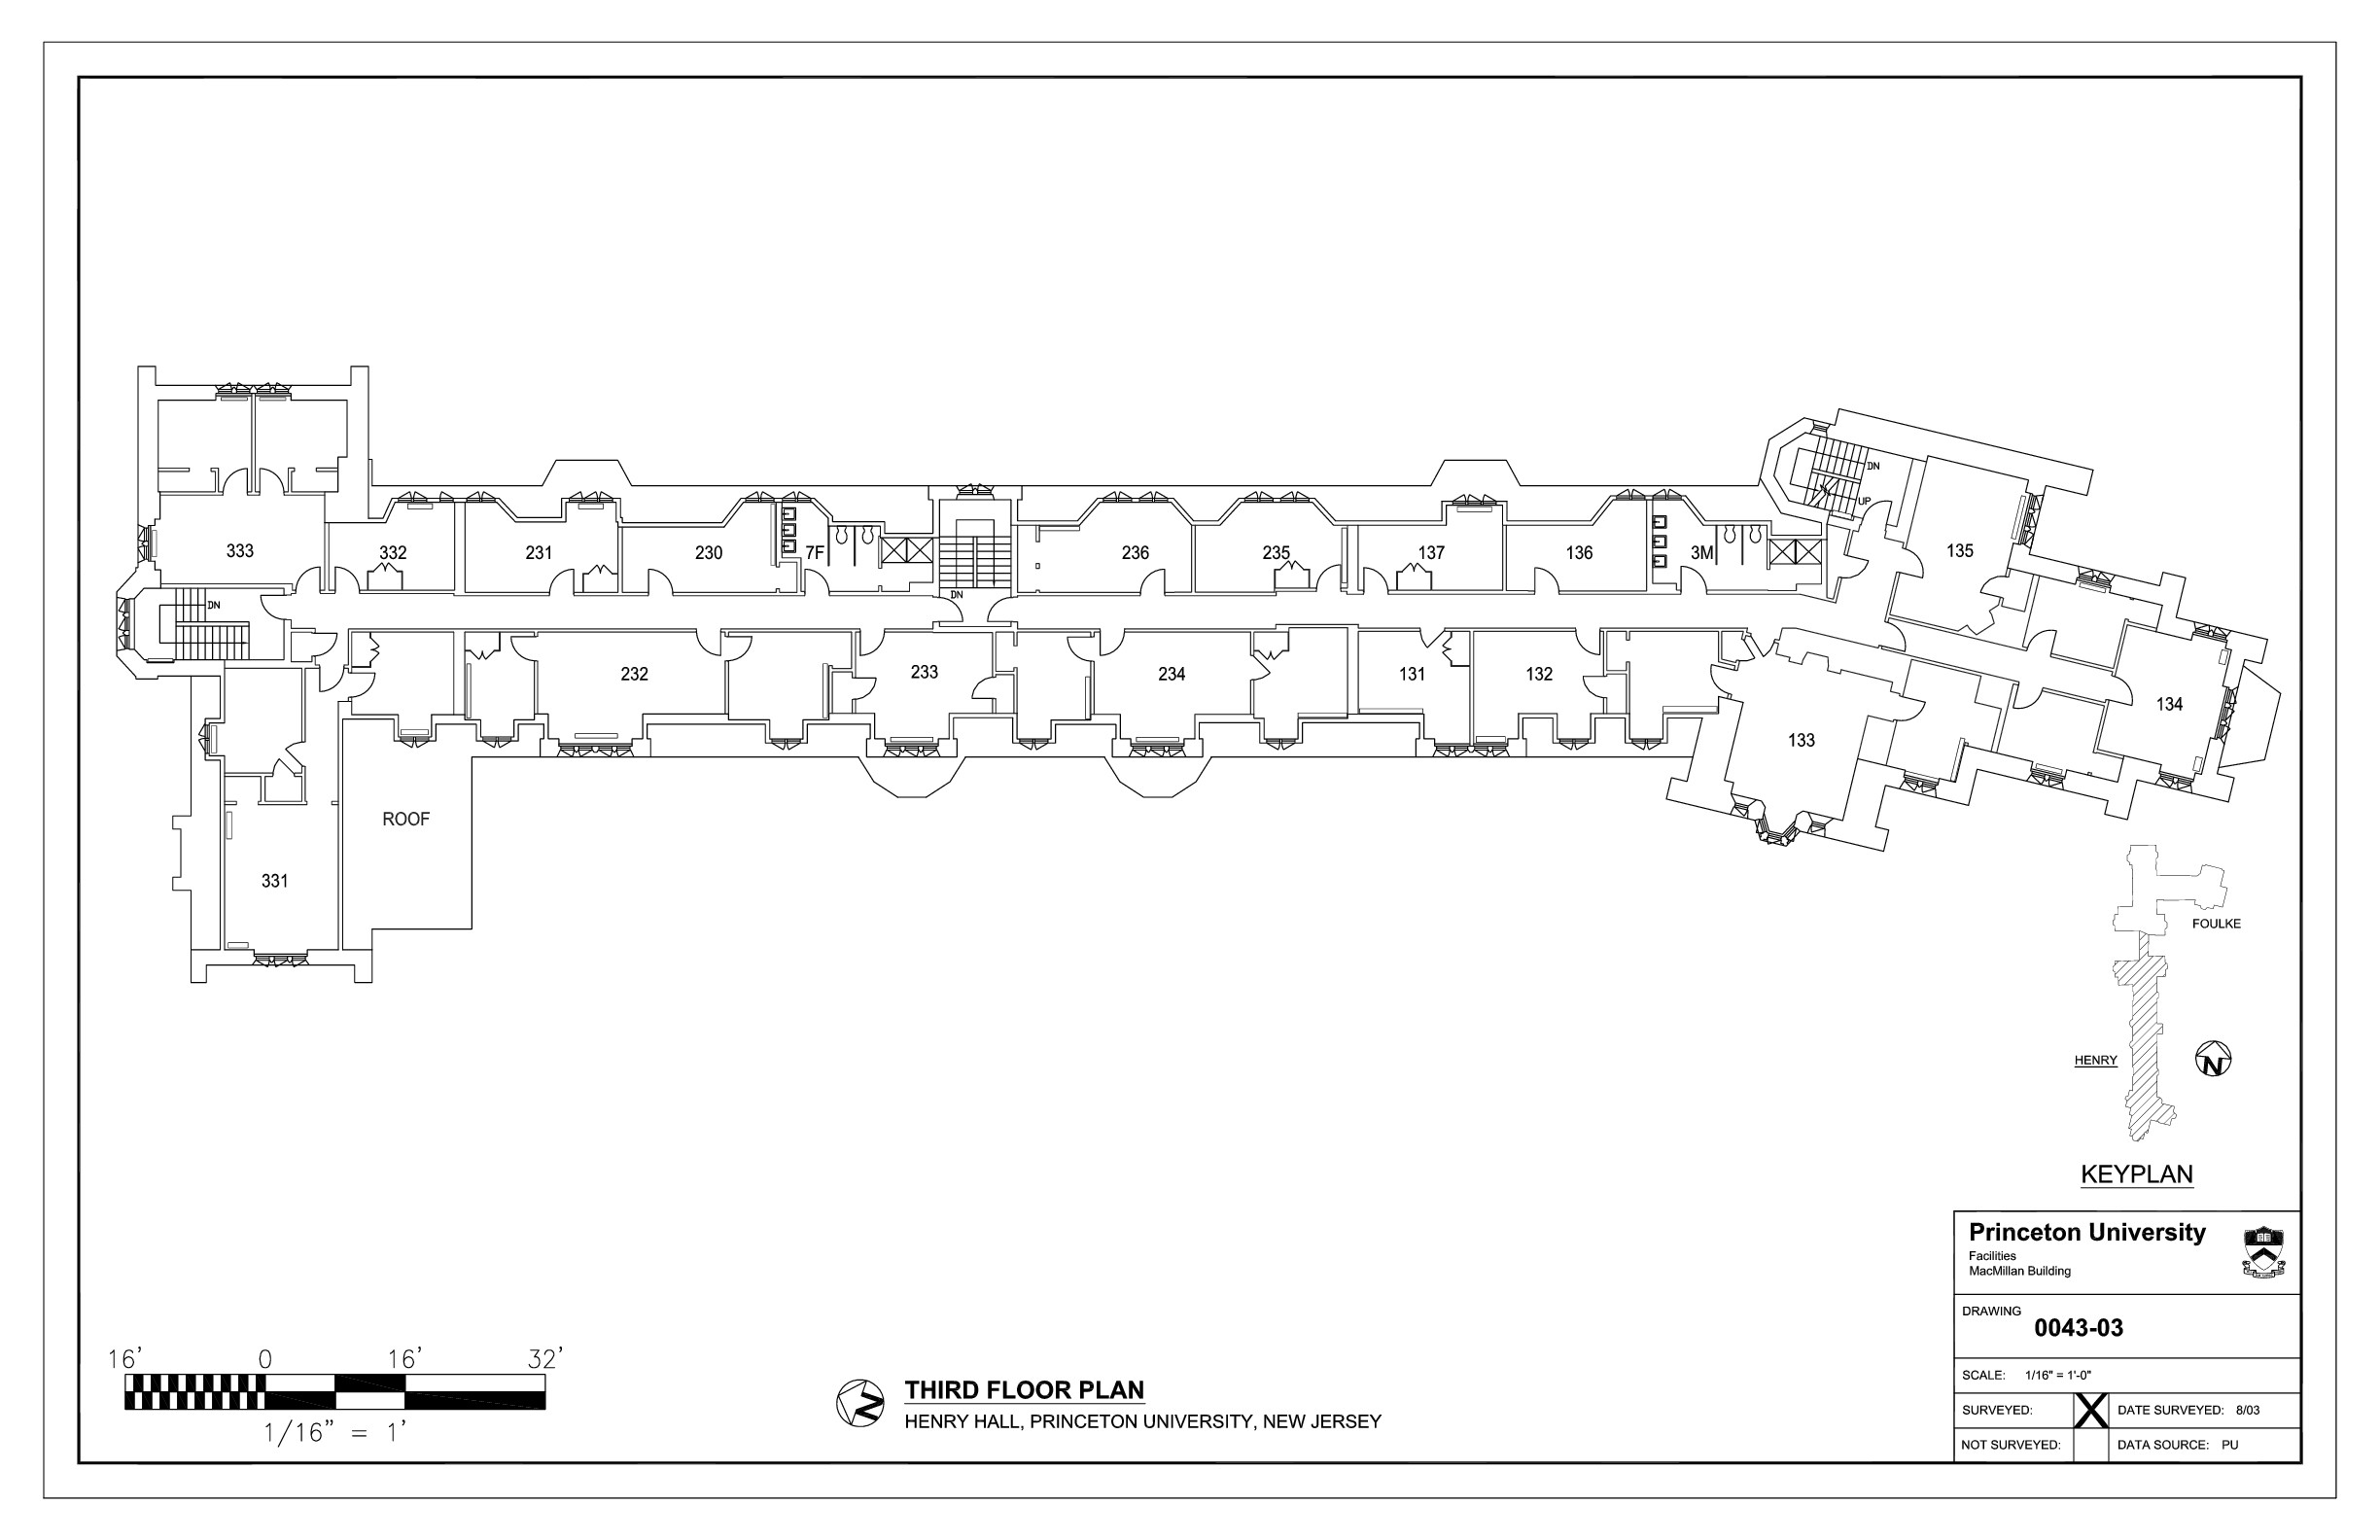 333
332
231
230
7F
236
235
137
136
3M
135
DN
UP
DN
DN
232
233
234
131
132
133
134
331
ROOF
FOULKE
HENRY
N
KEYPLAN
Princeton University
Facilities
MacMillan Building
DRAWING
0043-03
SCALE: 1/16" = 1'-0"
SURVEYED: X DATE SURVEYED: 8/03
NOT SURVEYED: DATA SOURCE: PU
16' 0 16' 32'
1/16" = 1'
N
THIRD FLOOR PLAN
HENRY HALL, PRINCETON UNIVERSITY, NEW JERSEY